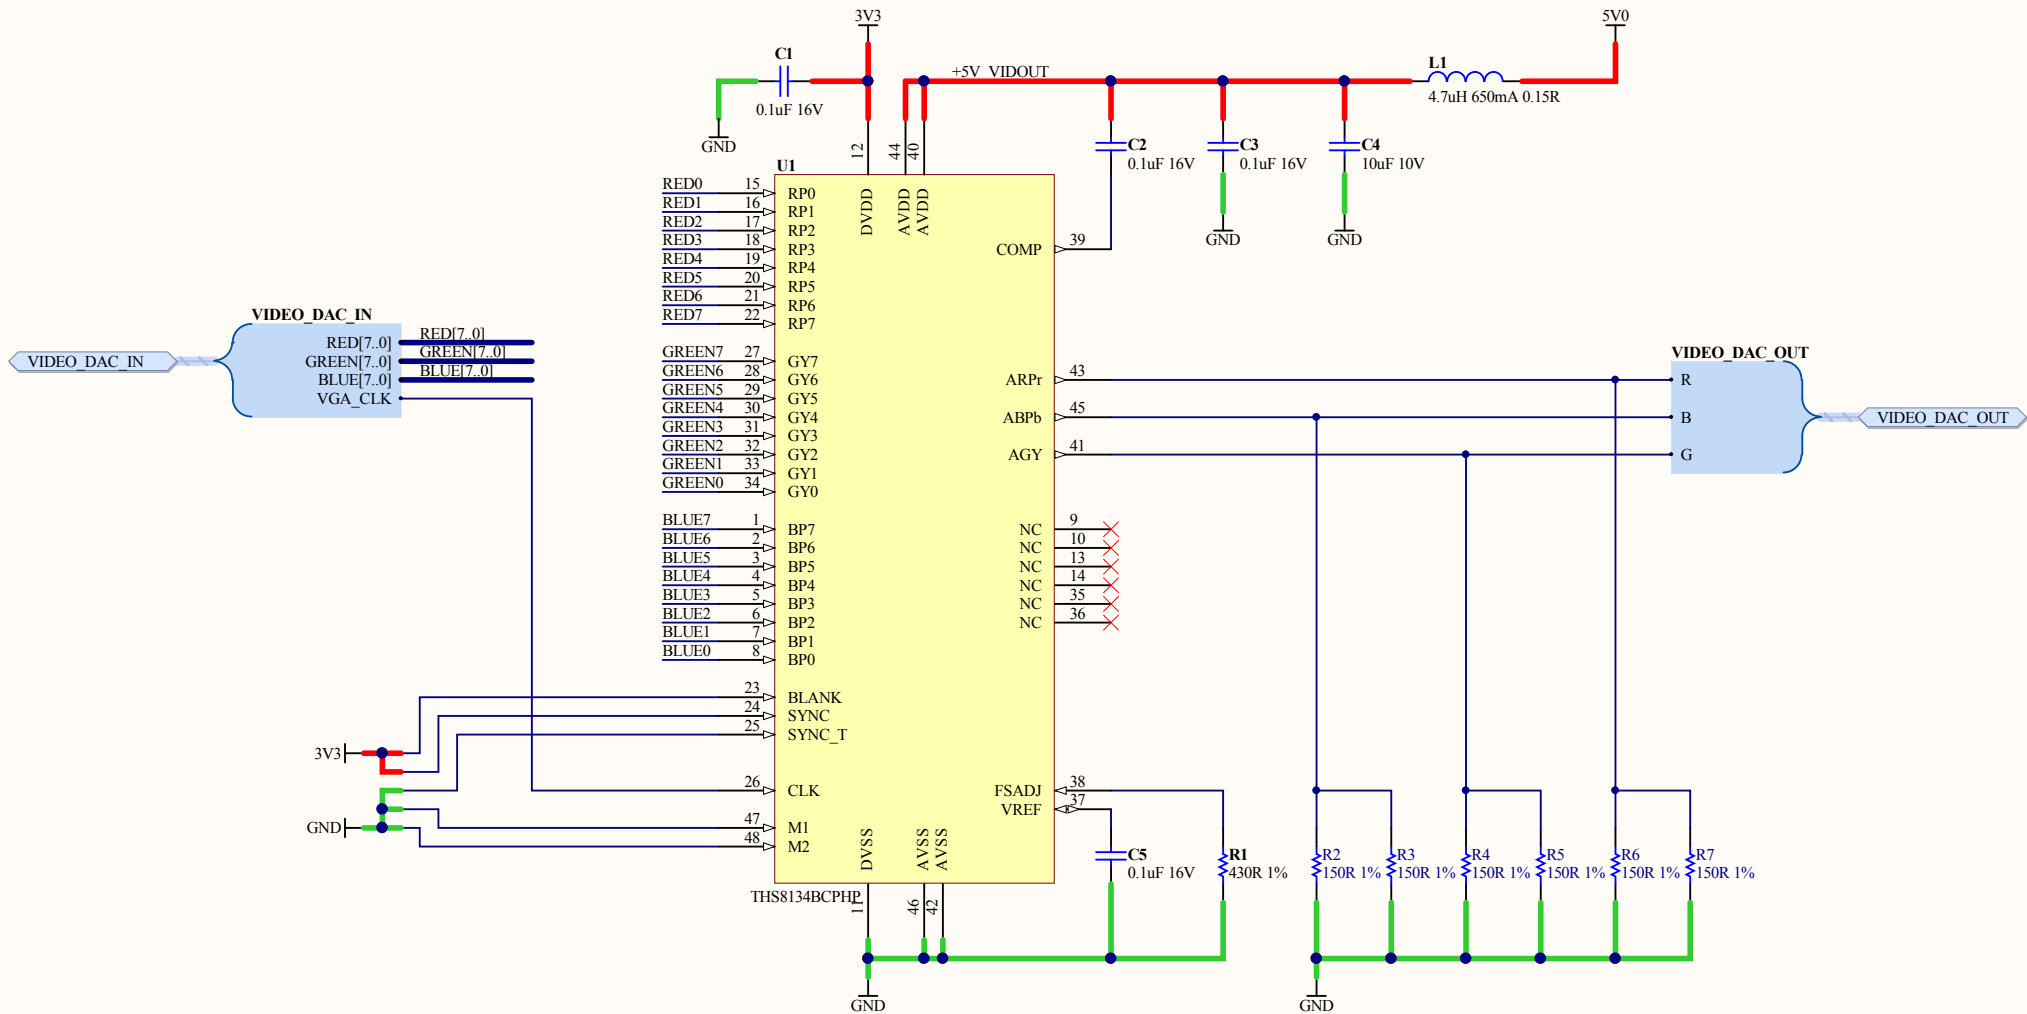 3V3
5V0
C1
0.1uF 16V
GND
+5V_VIDOUT
L1
4.7uH 650mA 0.15R
C2
0.1uF 16V
C3
0.1uF 16V
GND
C4
10uF 10V
GND
U1
12
44
40
DVDD
AVDD
AVDD
RED0 15 RP0
RED1 16 RP1
RED2 17 RP2
RED3 18 RP3
RED4 19 RP4
RED5 20 RP5
RED6 21 RP6
RED7 22 RP7
COMP 39
VIDEO_DAC_IN
VIDEO_DAC_IN
RED[7..0] RED[7..0]
GREEN[7..0] GREEN[7..0]
BLUE[7..0] BLUE[7..0]
VGA_CLK
GREEN7 27 GY7
GREEN6 28 GY6
GREEN5 29 GY5
GREEN4 30 GY4
GREEN3 31 GY3
GREEN2 32 GY2
GREEN1 33 GY1
GREEN0 34 GY0
ARPr 43
ABPb 45
AGY 41
VIDEO_DAC_OUT
R
B
G
VIDEO_DAC_OUT
BLUE7 1 BP7
BLUE6 2 BP6
BLUE5 3 BP5
BLUE4 4 BP4
BLUE3 5 BP3
BLUE2 6 BP2
BLUE1 7 BP1
BLUE0 8 BP0
NC 9
NC 10
NC 13
NC 14
NC 35
NC 36
23 BLANK
24 SYNC
25 SYNC_T
3V3
26 CLK
GND
47 M1
48 M2
FSADJ 38
VREF 37
DVSS
AVSS
AVSS
THS8134BCPHP
11
46
42
C5
0.1uF 16V
R1
430R 1%
R2
150R 1%
R3
150R 1%
R4
150R 1%
R5
150R 1%
R6
150R 1%
R7
150R 1%
GND
GND